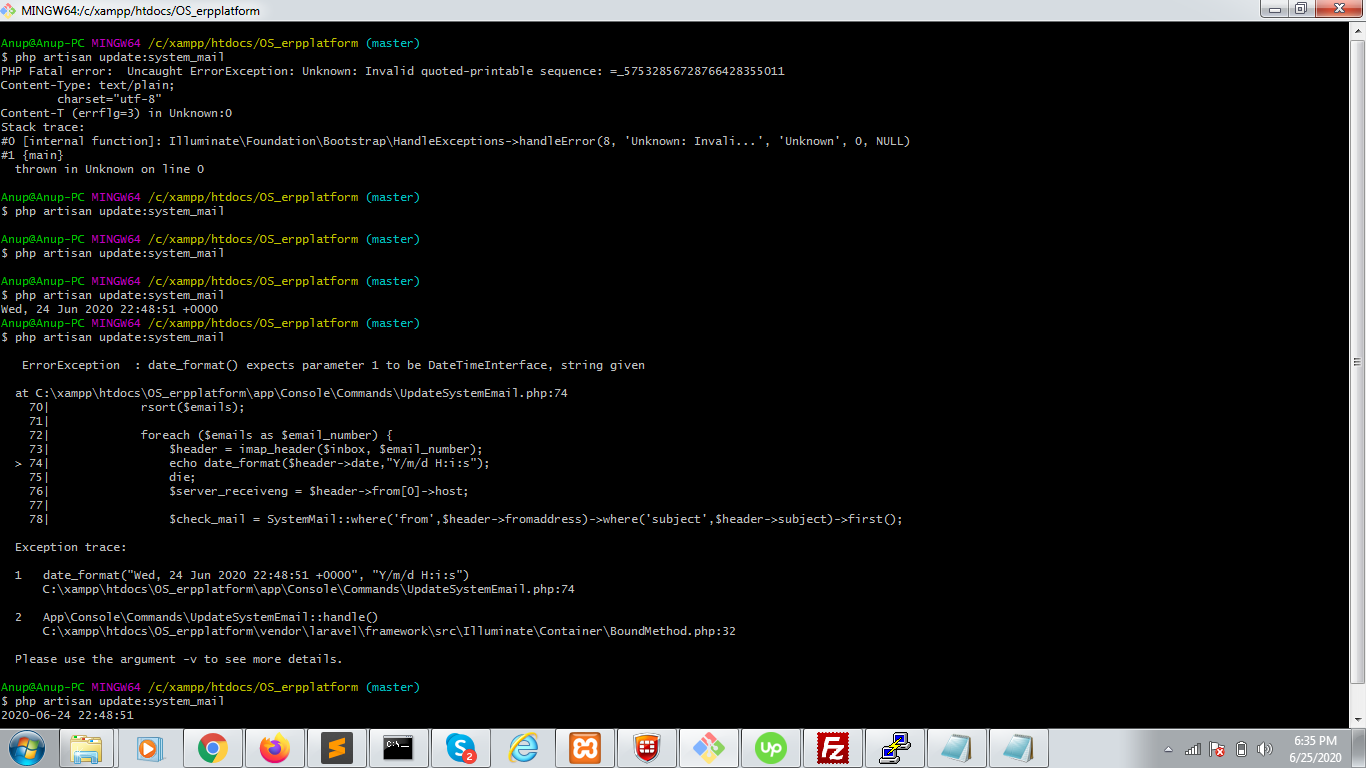 MINGW64:/c/xampp/htdocs/OS_erpplatform
Anup@Anup-PC MINGW64 /c/xampp/htdocs/OS_erpplatform (master)
$ php artisan update:system_mail
PHP Fatal error:  Uncaught ErrorException: Unknown: Invalid quoted-printable sequence: =_57532856728766428355011
Content-Type: text/plain;
        charset="utf-8"
Content-T (errflg=3) in Unknown:0
Stack trace:
#0 [internal function]: Illuminate\Foundation\Bootstrap\HandleExceptions->handleError(8, 'Unknown: Invali...', 'Unknown', 0, NULL)
#1 {main}
  thrown in Unknown on line 0
Anup@Anup-PC MINGW64 /c/xampp/htdocs/OS_erpplatform (master)
$ php artisan update:system_mail
Anup@Anup-PC MINGW64 /c/xampp/htdocs/OS_erpplatform (master)
$ php artisan update:system_mail
Anup@Anup-PC MINGW64 /c/xampp/htdocs/OS_erpplatform (master)
$ php artisan update:system_mail
Wed, 24 Jun 2020 22:48:51 +0000
Anup@Anup-PC MINGW64 /c/xampp/htdocs/OS_erpplatform (master)
$ php artisan update:system_mail
   ErrorException  : date_format() expects parameter 1 to be DateTimeInterface, string given
  at C:\xampp\htdocs\OS_erpplatform\app\Console\Commands\UpdateSystemEmail.php:74
    70|             rsort($emails);
    71|
    72|             foreach ($emails as $email_number) {
    73|                 $header = imap_header($inbox, $email_number);
  > 74|                 echo date_format($header->date,"Y/m/d H:i:s");
    75|                 die;
    76|                 $server_receiveng = $header->from[0]->host;
    77|
    78|                 $check_mail = SystemMail::where('from',$header->fromaddress)->where('subject',$header->subject)->first();
  Exception trace:
  1   date_format("Wed, 24 Jun 2020 22:48:51 +0000", "Y/m/d H:i:s")
      C:\xampp\htdocs\OS_erpplatform\app\Console\Commands\UpdateSystemEmail.php:74
  2   App\Console\Commands\UpdateSystemEmail::handle()
      C:\xampp\htdocs\OS_erpplatform\vendor\laravel\framework\src\Illuminate\Container\BoundMethod.php:32
  Please use the argument -v to see more details.
Anup@Anup-PC MINGW64 /c/xampp/htdocs/OS_erpplatform (master)
$ php artisan update:system_mail
2020-06-24 22:48:51
C:\
S 2
Up
FZ
6:35 PM
6/25/2020